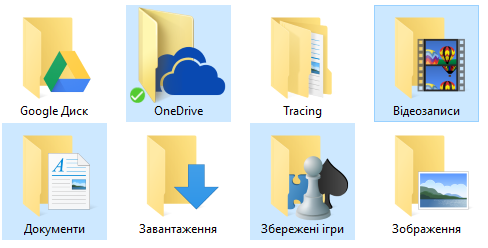 Google Диск
OneDrive
Tracing
Відеозаписи
Документи
Завантаження
Збережені ігри
Зображення